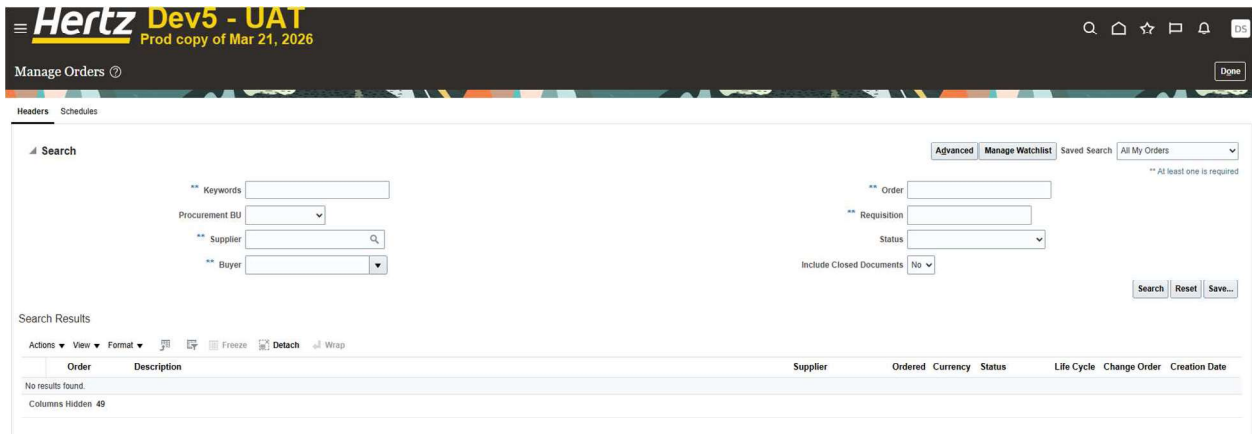 Hertz Dev5 - UAT
Prod copy of Mar 21, 2026
DS
Manage Orders
Done
Headers Schedules
Search
Advanced Manage Watchlist Saved Search All My Orders
** At least one is required
** Keywords
** Order
Procurement BU
** Requisition
** Supplier
Status
** Buyer
Include Closed Documents No
Search Reset Save...
Search Results
Actions View Format Freeze Detach Wrap
Order Description Supplier Ordered Currency Status Life Cycle Change Order Creation Date
No results found.
Columns Hidden 49